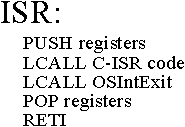 ISR:
PUSH registers
LCALL C-ISR code
LCALL OSIntExit
POP registers
RETI